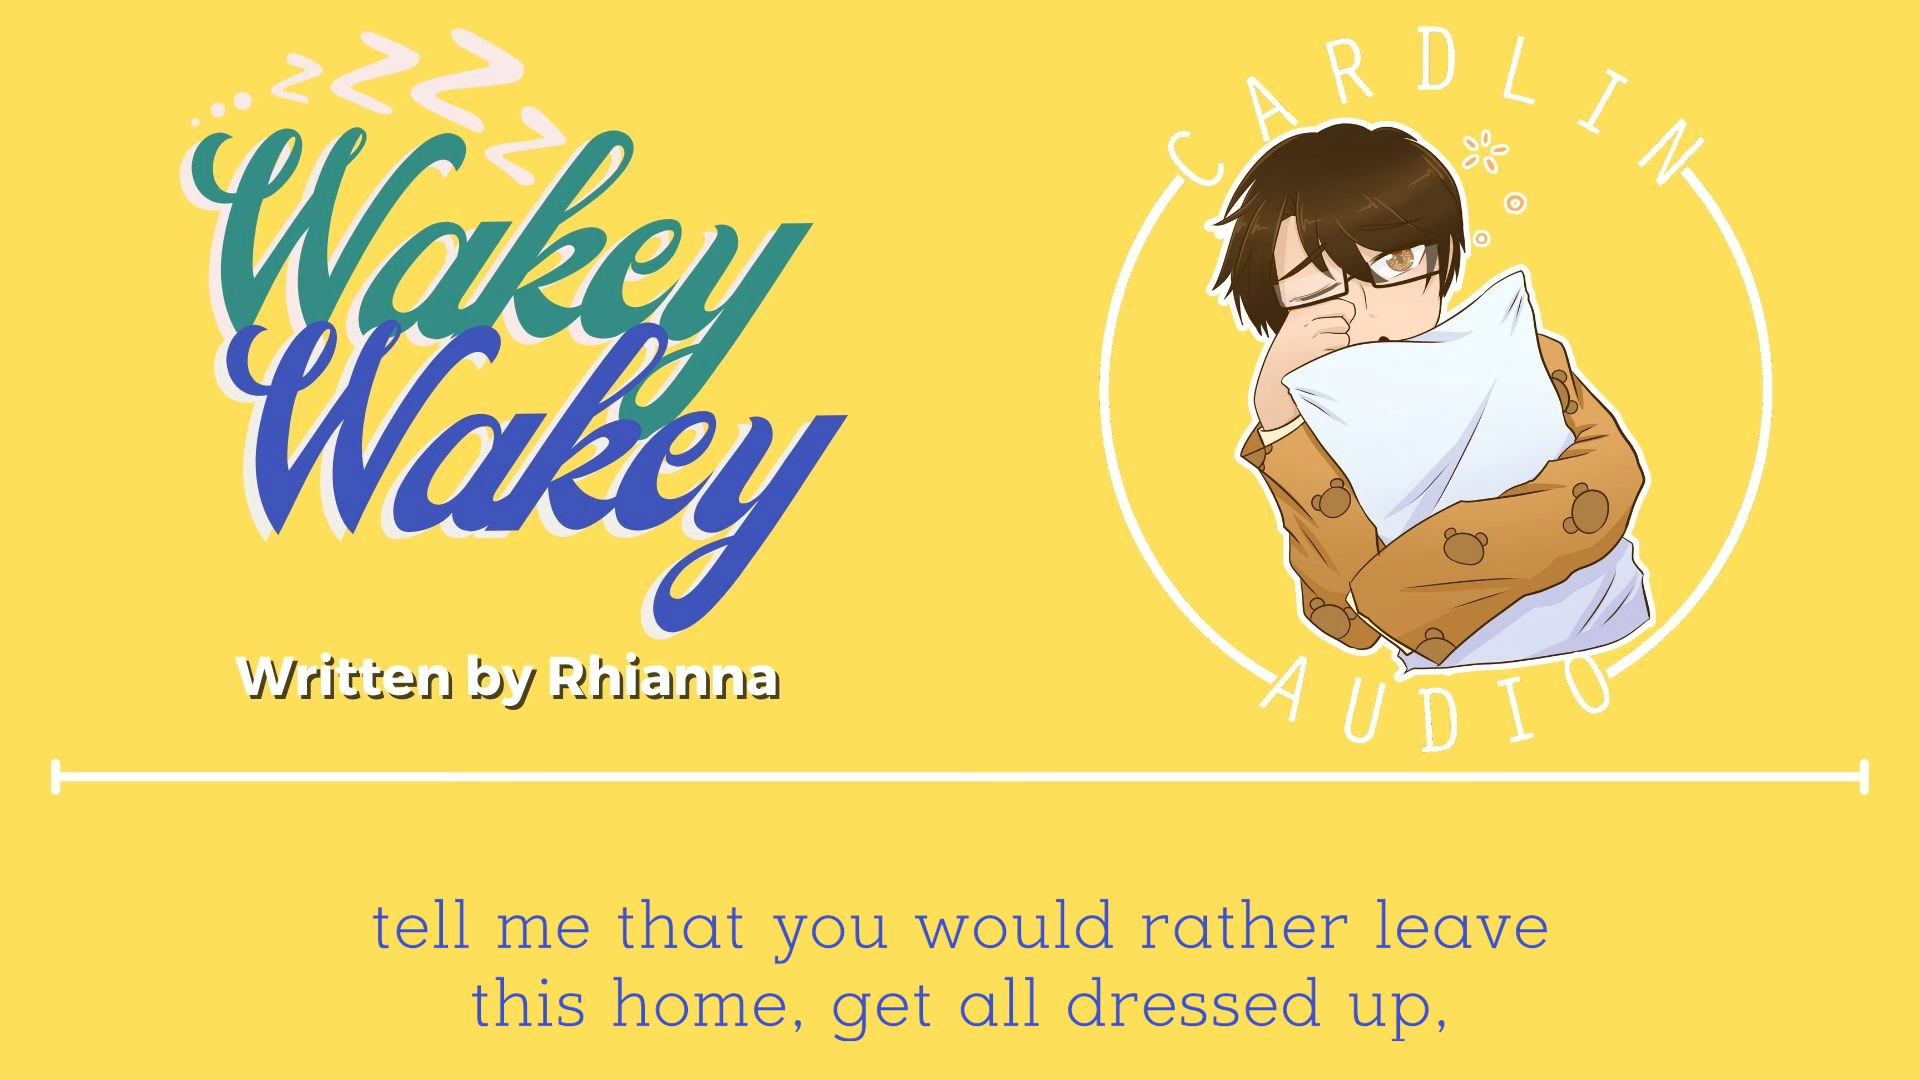 zzZz
Wakey
Wakey
Written by Rhianna
CARDLIN
AUDIO
tell me that you would rather leave
this home, get all dressed up,